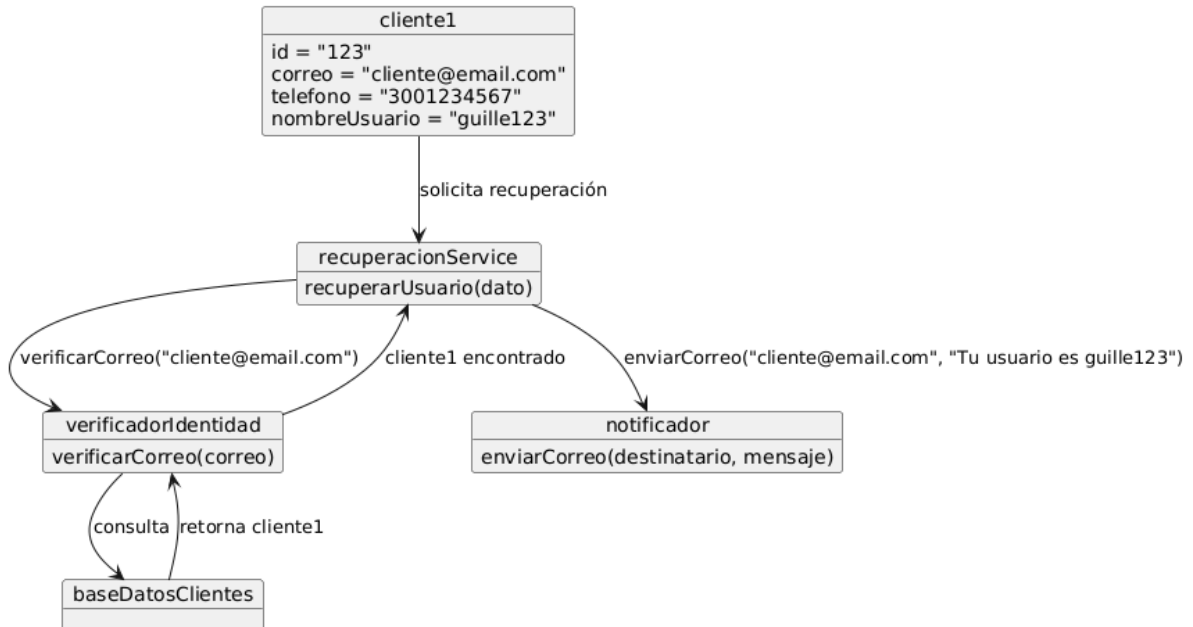 cliente1
id = "123"
correo = "cliente@email.com"
telefono = "3001234567"
nombreUsuario = "guille123"
solicita recuperación
recuperacionService
recuperarUsuario(dato)
verificarCorreo("cliente@email.com")
cliente1 encontrado
enviarCorreo("cliente@email.com", "Tu usuario es guille123")
verificadorIdentidad
verificarCorreo(correo)
notificador
enviarCorreo(destinatario, mensaje)
consulta
retorna cliente1
baseDatosClientes